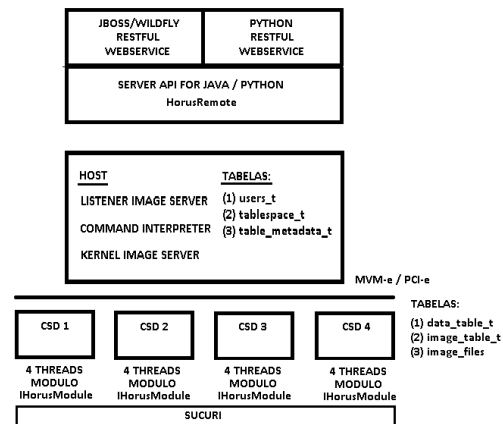 JBOSS/WILDFLY
RESTFUL
WEBSERVICE
PYTHON
RESTFUL
WEBSERVICE
SERVER API FOR JAVA / PYTHON
HorusRemote
HOST
LISTENER IMAGE SERVER
COMMAND INTERPRETER
KERNEL IMAGE SERVER
TABELAS:
(1) users_t
(2) tablespace_t
(3) table_metadata_t
MVM-e / PCI-e
TABELAS:
(1) data_table_t
(2) image_table_t
(3) image_files
CSD 1
4 THREADS
MODULO
IHorusModule
CSD 2
4 THREADS
MODULO
IHorusModule
CSD 3
4 THREADS
MODULO
IHorusModule
CSD 4
4 THREADS
MODULO
IHorusModule
SUCURI